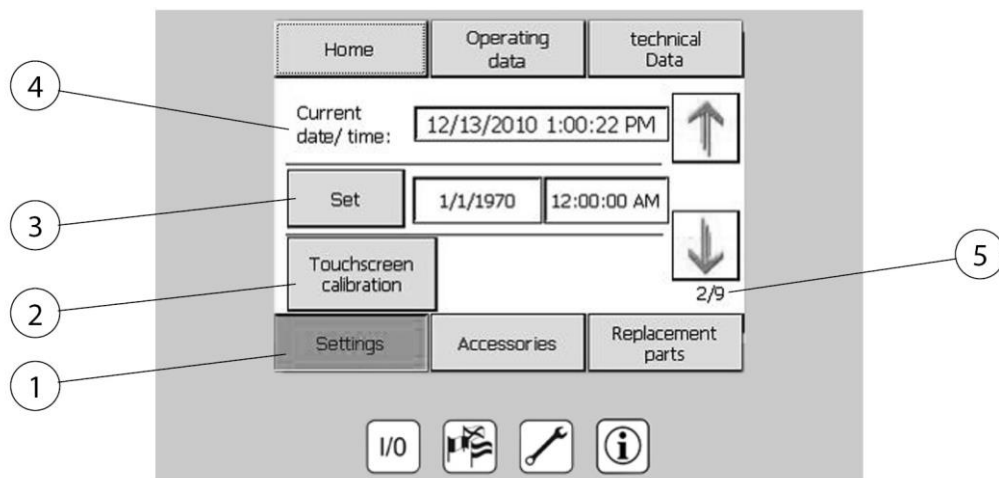 Home
Operating
data
technical
Data
4
Current
date/ time:
12/13/2010 1:00:22 PM
3
Set
1/1/1970
12:00:00 AM
5
Touchscreen
calibration
2
2/9
Settings
Accessories
Replacement
parts
1
I/0
i